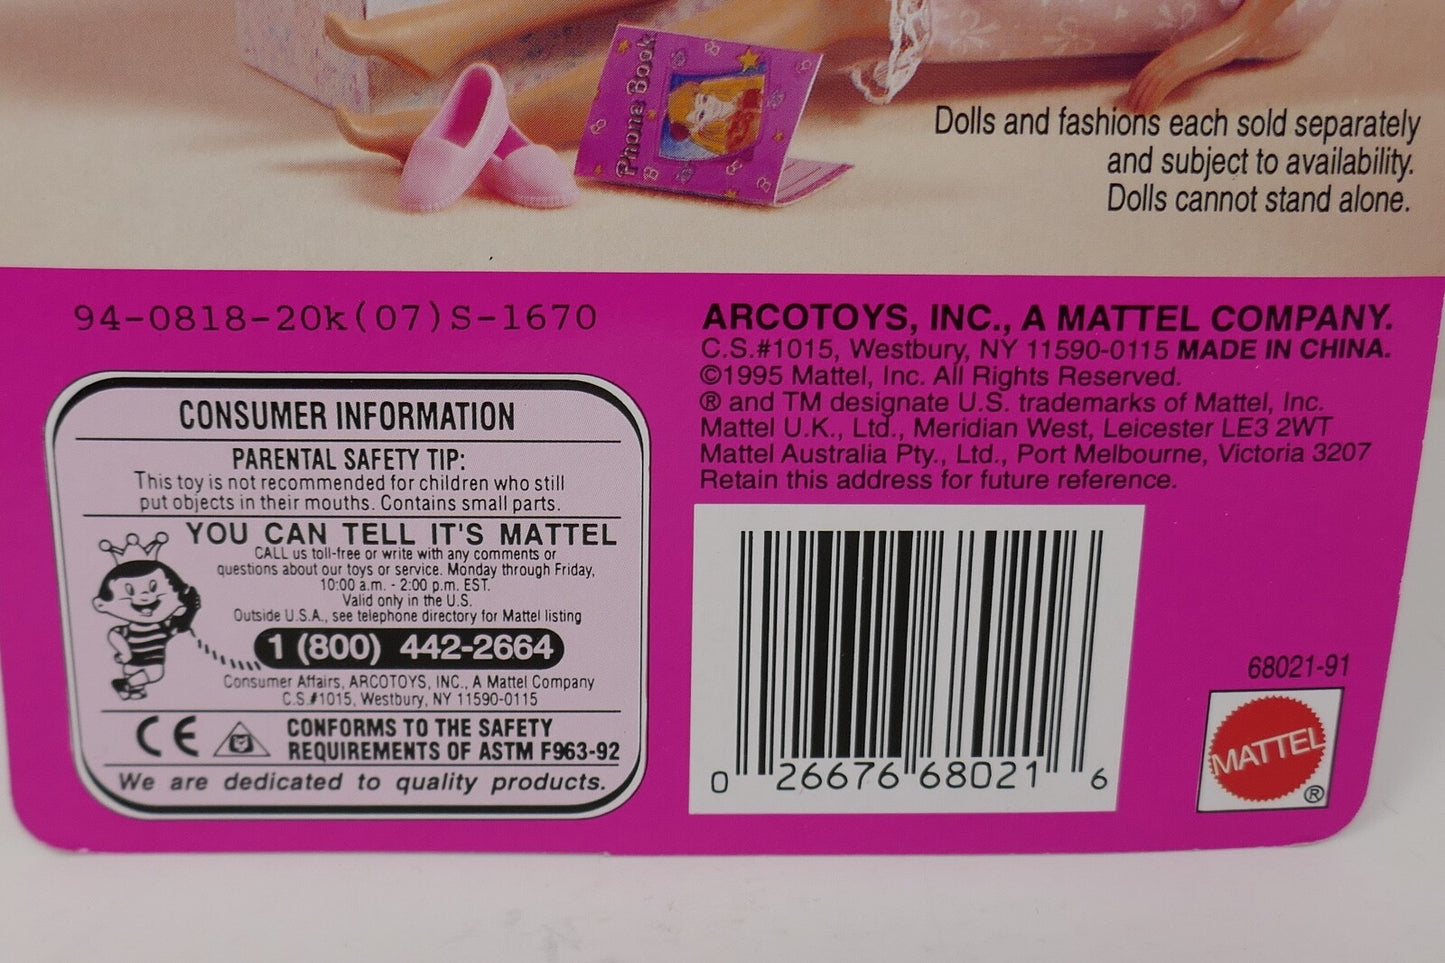 Phone Book
Dolls and fashions each sold separately
and subject to availability.
Dolls cannot stand alone.
94-0818-20k(07)S-1670
CONSUMER INFORMATION
PARENTAL SAFETY TIP:
This toy is not recommended for children who still
put objects in their mouths. Contains small parts.
YOU CAN TELL IT'S MATTEL
CALL us toll-free or write with any comments or
questions about our toys or service. Monday through Friday,
10:00 a.m. - 2:00 p.m. EST.
Valid only in the U.S.
Outside U.S.A., see telephone directory for Mattel listing
1 (800) 442-2664
Consumer Affairs, ARCOTOYS, INC., A Mattel Company
C.S.#1015, Westbury, NY 11590-0115
CE
CONFORMS TO THE SAFETY
REQUIREMENTS OF ASTM F963-92
We are dedicated to quality products.
ARCOTOYS, INC., A MATTEL COMPANY.
C.S.#1015, Westbury, NY 11590-0115 MADE IN CHINA.
©1995 Mattel, Inc. All Rights Reserved.
® and TM designate U.S. trademarks of Mattel, Inc.
Mattel U.K., Ltd., Meridian West, Leicester LE3 2WT
Mattel Australia Pty., Ltd., Port Melbourne, Victoria 3207
Retain this address for future reference.
0 26676 68021 6
68021-91
MATTEL
®